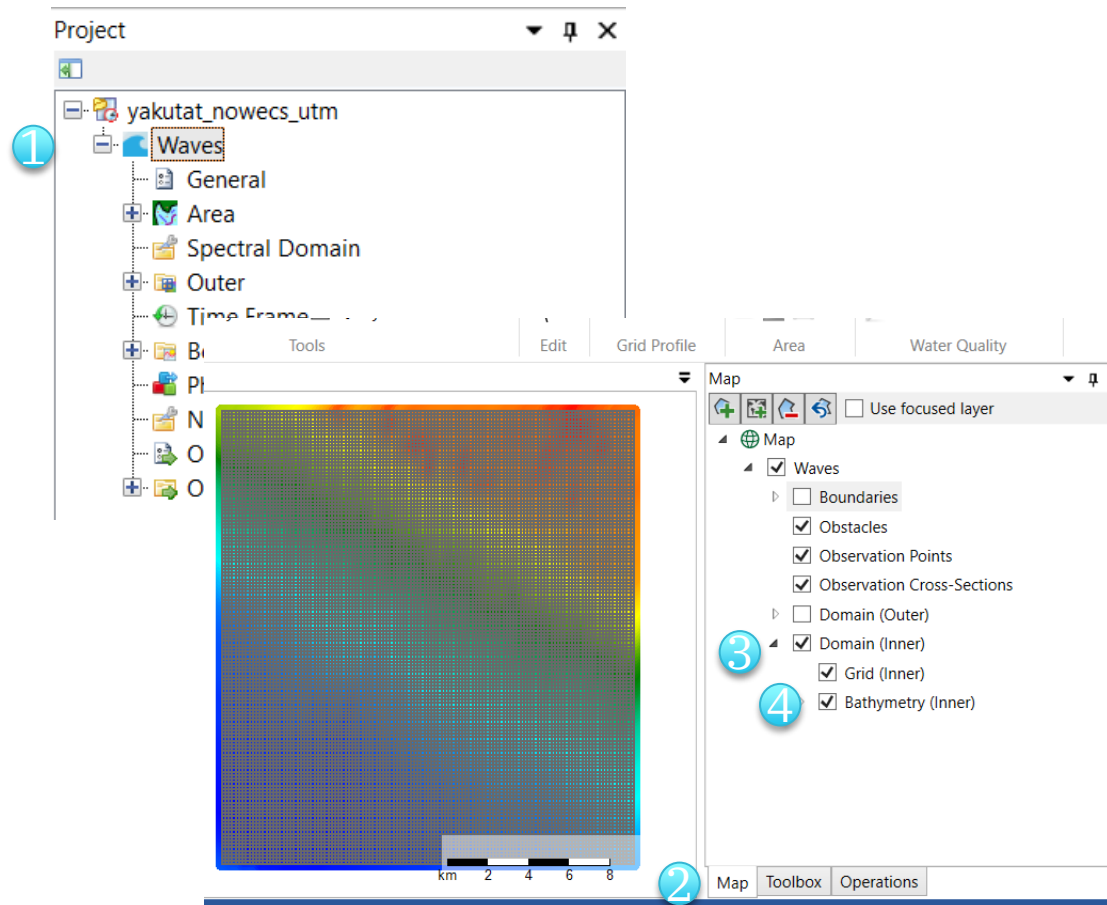 Project
yakutat_nowecs_utm
1
Waves
General
Area
Spectral Domain
Outer
Time Frame
Tools
Edit
Grid Profile
Area
Water Quality
Map
Use focused layer
Map
Waves
Boundaries
Obstacles
Observation Points
Observation Cross-Sections
Domain (Outer)
3
Domain (Inner)
Grid (Inner)
4
Bathymetry (Inner)
km 2 4 6 8
2
Map Toolbox Operations